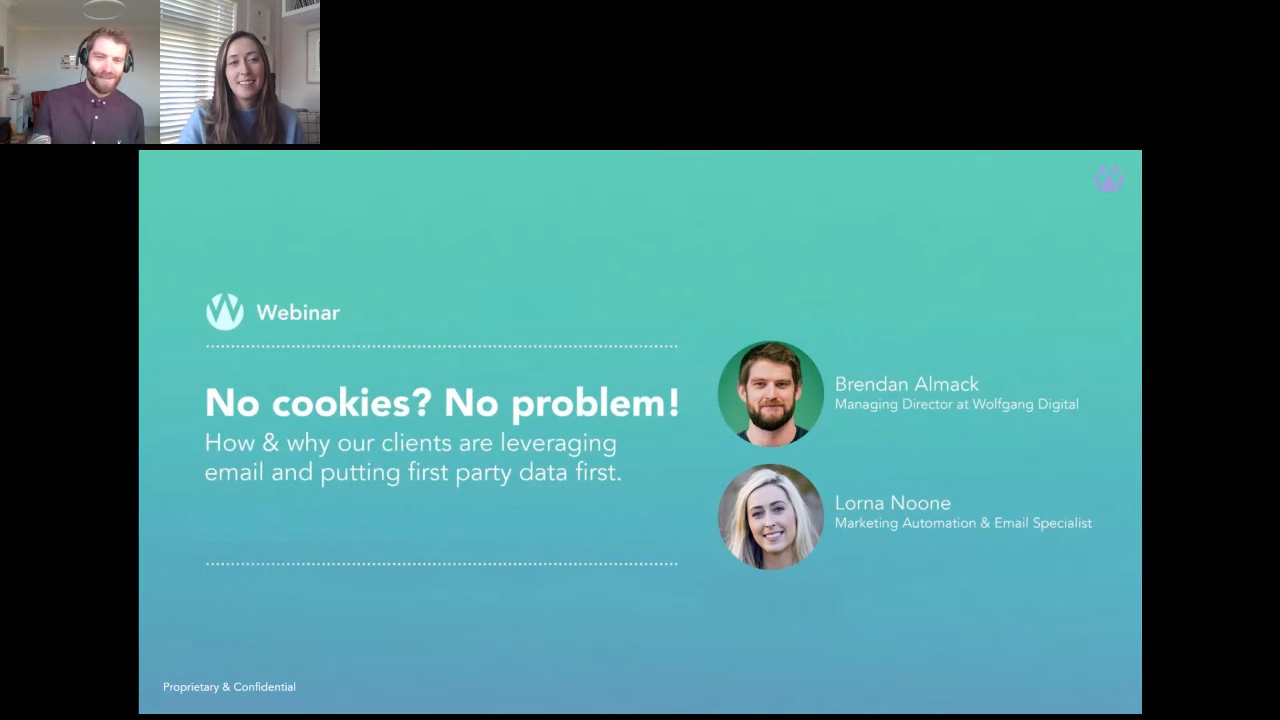 Webinar
No cookies? No problem!
How & why our clients are leveraging
email and putting first party data first.
Brendan Almack
Managing Director at Wolfgang Digital
Lorna Noone
Marketing Automation & Email Specialist
Proprietary & Confidential